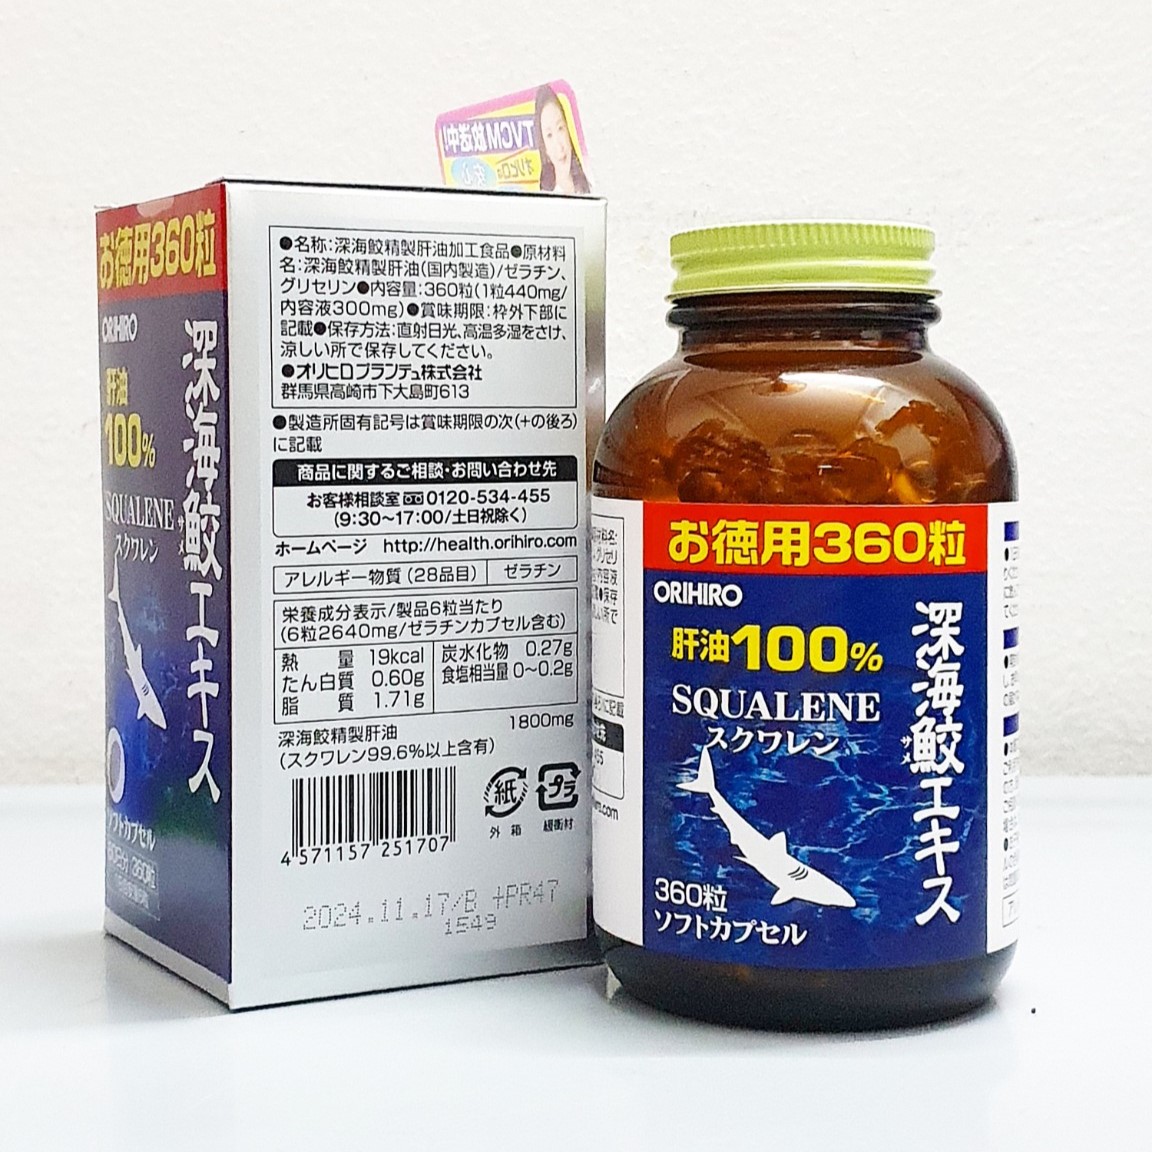 TVCM放送中!
お徳用360粒
ORIHIRO
肝油
100%
SQUALENE
スクワレン
深海鮫エキス
サメ
ソフトカプセル
●名称:深海鮫精製肝油加工食品●原材料
名:深海鮫精製肝油(国内製造)/ゼラチン、
グリセリン●内容量:360粒(1粒440mg/
内容液300mg)●賞味期限:枠外下部に
記載●保存方法:直射日光、高温多湿をさけ、
涼しい所で保存してください。
●オリヒロプランデュ株式会社
群馬県高崎市下大島町613
●製造所固有記号は賞味期限の次(+の後ろ)
に記載
商品に関するご相談・お問い合わせ先
お客様相談室 0120-534-455
(9:30〜17:00/土日祝除く)
ホームページ http://health.orihiro.com
アレルギー物質(28品目) ゼラチン
栄養成分表示/製品6粒当たり
(6粒2640mg/ゼラチンカプセル含む)
熱量 19kcal 炭水化物 0.27g
たん白質 0.60g 食塩相当量 0〜0.2g
脂質 1.71g
深海鮫精製肝油 1800mg
(スクワレン99.6%以上含有)
紙 プラ
外箱 緩衝材
4 571157 251707
2024.11.17/B +PR47
1549
お徳用360粒
ORIHIRO
肝油100%
SQUALENE
スクワレン
深海鮫エキス
サメ
360粒
ソフトカプセル